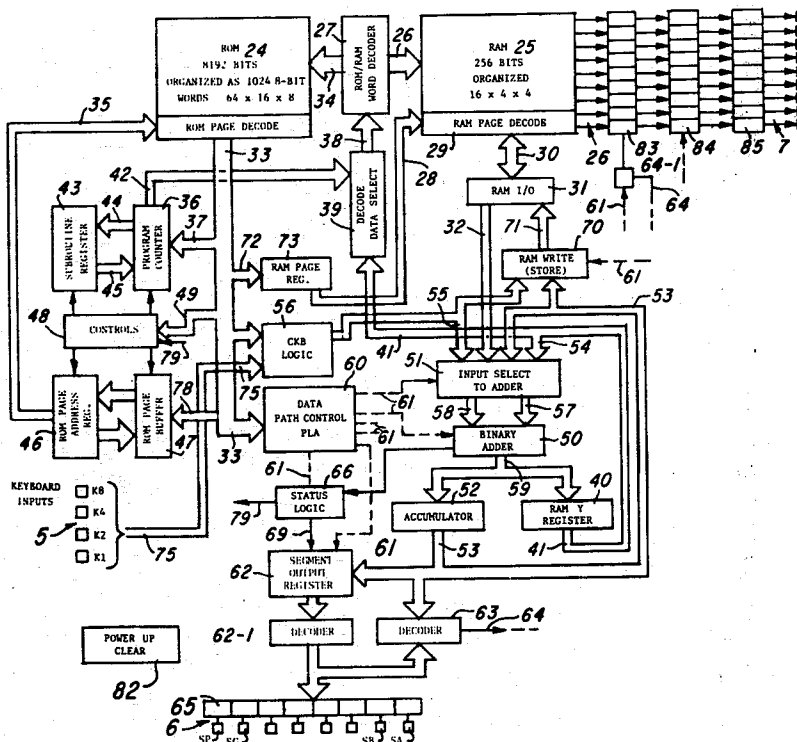 ROM 24
8192 BITS
ORGANIZED AS 1024 8-BIT
WORDS 64 x 16 x 8
ROM PAGE DECODE
27
ROM/RAM
WORD DECODER
26
34
RAM 25
256 BITS
ORGANIZED
16 x 4 x 4
RAM PAGE DECODE
26
83
84
85
7
35
33
38
29
30
28
64-1
64
61
42
43
44
36
37
SUBROUTINE
REGISTER
PROGRAM
COUNTER
45
39
DECODE
DATA SELECT
RAM I/O
31
32
71
70
RAM WRITE
(STORE)
61
72
73
RAM PAGE
REG.
49
48
CONTROLS
79
56
CKB
LOGIC
55
53
41
54
75
51
INPUT SELECT
TO ADDER
60
DATA
PATH CONTROL
PLA
61
61
61
58
57
78
46
ROM PAGE
ADDRESS
REG.
ROM PAGE
BUFFER
47
33
BINARY
ADDER
50
59
KEYBOARD
INPUTS
K8
K4
K2
K1
5
75
61
66
STATUS
LOGIC
79
69
52
ACCUMULATOR
40
RAM Y
REGISTER
53
41
61
62
SEGMENT
OUTPUT
REGISTER
62-1
DECODER
63
DECODER
64
POWER UP
CLEAR
82
65
6
SP
SG
SB
SA